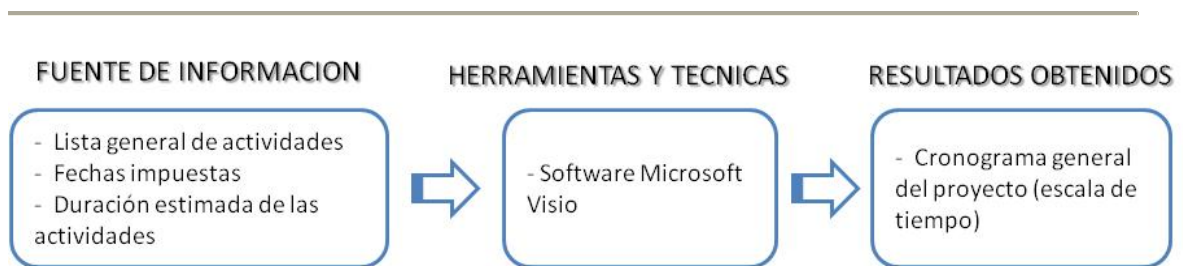 FUENTE DE INFORMACION
HERRAMIENTAS Y TECNICAS
RESULTADOS OBTENIDOS
- Lista general de actividades
- Fechas impuestas
- Duración estimada de las
actividades
- Software Microsoft
Visio
- Cronograma general
del proyecto (escala de
tiempo)